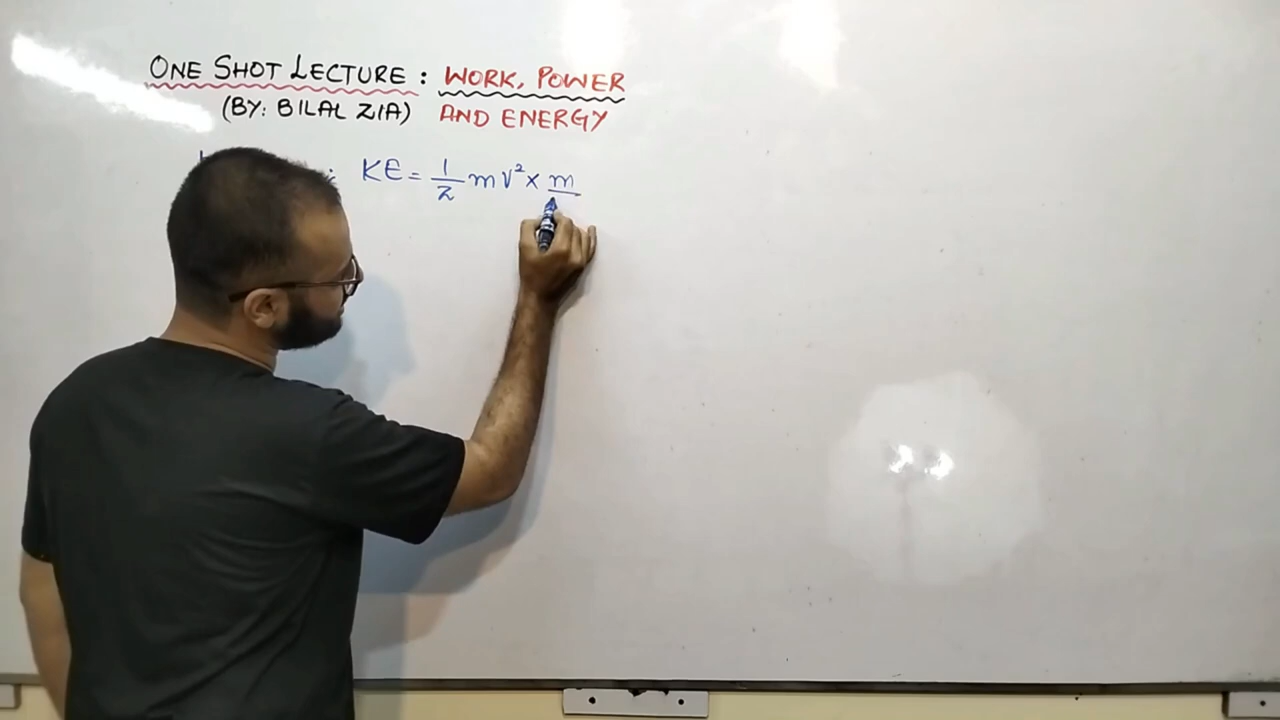 ONE SHOT LECTURE : WORK, POWER
(BY: BILAL ZIA) AND ENERGY
: KE = 1/2 mv² × m